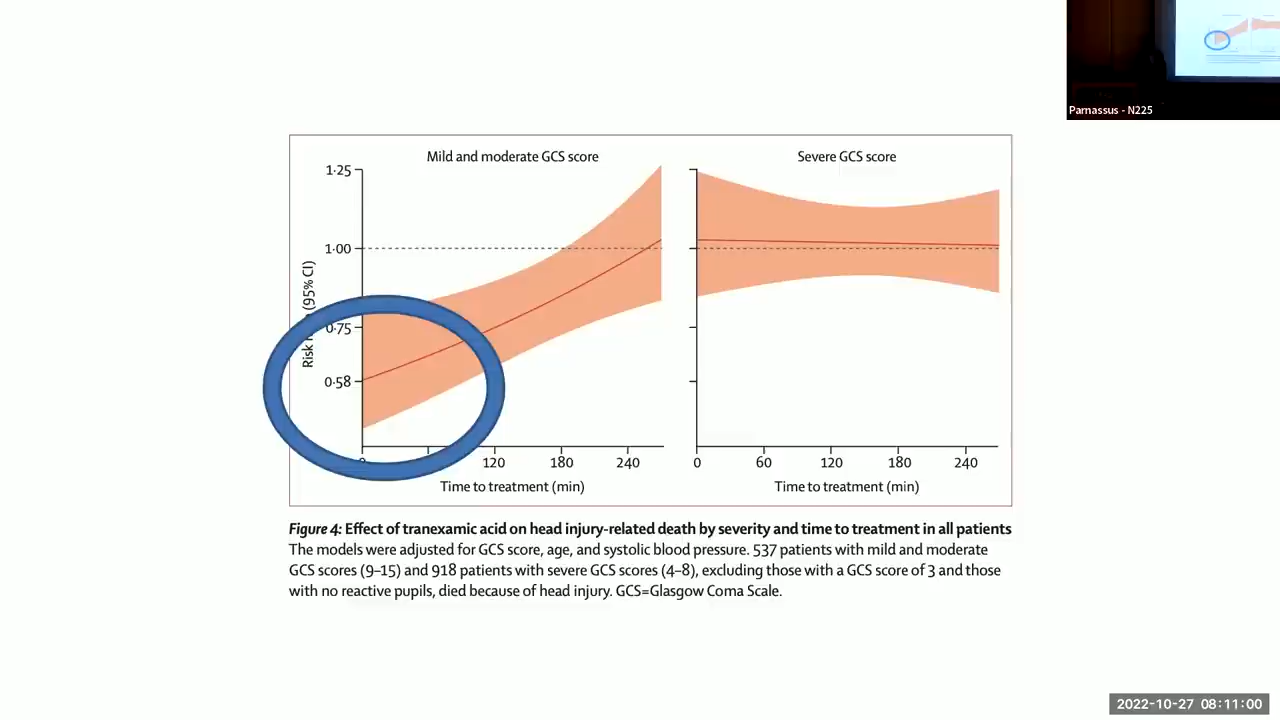 Parnassus - N225
Mild and moderate GCS score
Severe GCS score
1·25
1·00
0·75
0·58
(95% CI)
120
180
240
Time to treatment (min)
0
60
120
180
240
Time to treatment (min)
Figure 4: Effect of tranexamic acid on head injury-related death by severity and time to treatment in all patients
The models were adjusted for GCS score, age, and systolic blood pressure. 537 patients with mild and moderate
GCS scores (9–15) and 918 patients with severe GCS scores (4–8), excluding those with a GCS score of 3 and those
with no reactive pupils, died because of head injury. GCS=Glasgow Coma Scale.
2022-10-27 08:11:00